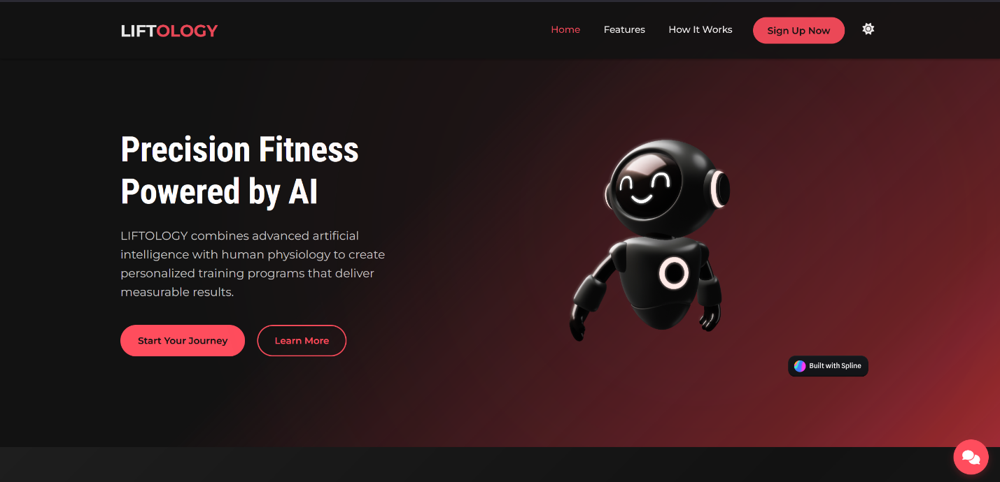 LIFTOLOGY
Home
Features
How It Works
Sign Up Now
Precision Fitness
Powered by AI
LIFTOLOGY combines advanced artificial
intelligence with human physiology to create
personalized training programs that deliver
measurable results.
Start Your Journey
Learn More
Built with Spline